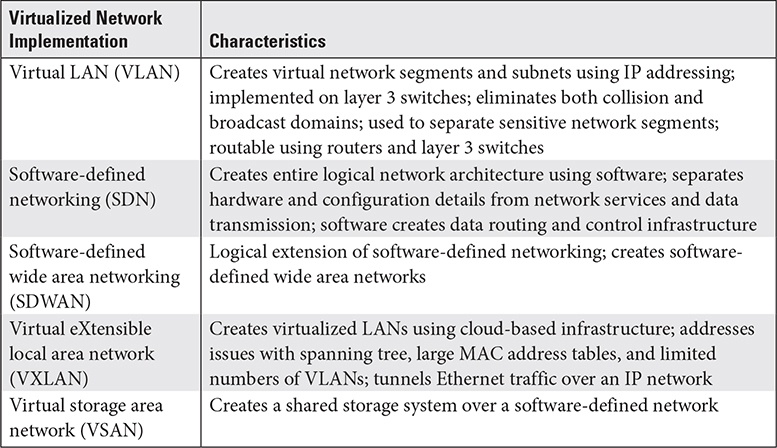 Virtualized Network
Implementation
Characteristics
Virtual LAN (VLAN)
Creates virtual network segments and subnets using IP addressing;
implemented on layer 3 switches; eliminates both collision and
broadcast domains; used to separate sensitive network segments;
routable using routers and layer 3 switches
Software-defined
networking (SDN)
Creates entire logical network architecture using software; separates
hardware and configuration details from network services and data
transmission; software creates data routing and control infrastructure
Software-defined
wide area networking
(SDWAN)
Logical extension of software-defined networking; creates software-
defined wide area networks
Virtual eXtensible
local area network
(VXLAN)
Creates virtualized LANs using cloud-based infrastructure; addresses
issues with spanning tree, large MAC address tables, and limited
numbers of VLANs; tunnels Ethernet traffic over an IP network
Virtual storage area
network (VSAN)
Creates a shared storage system over a software-defined network